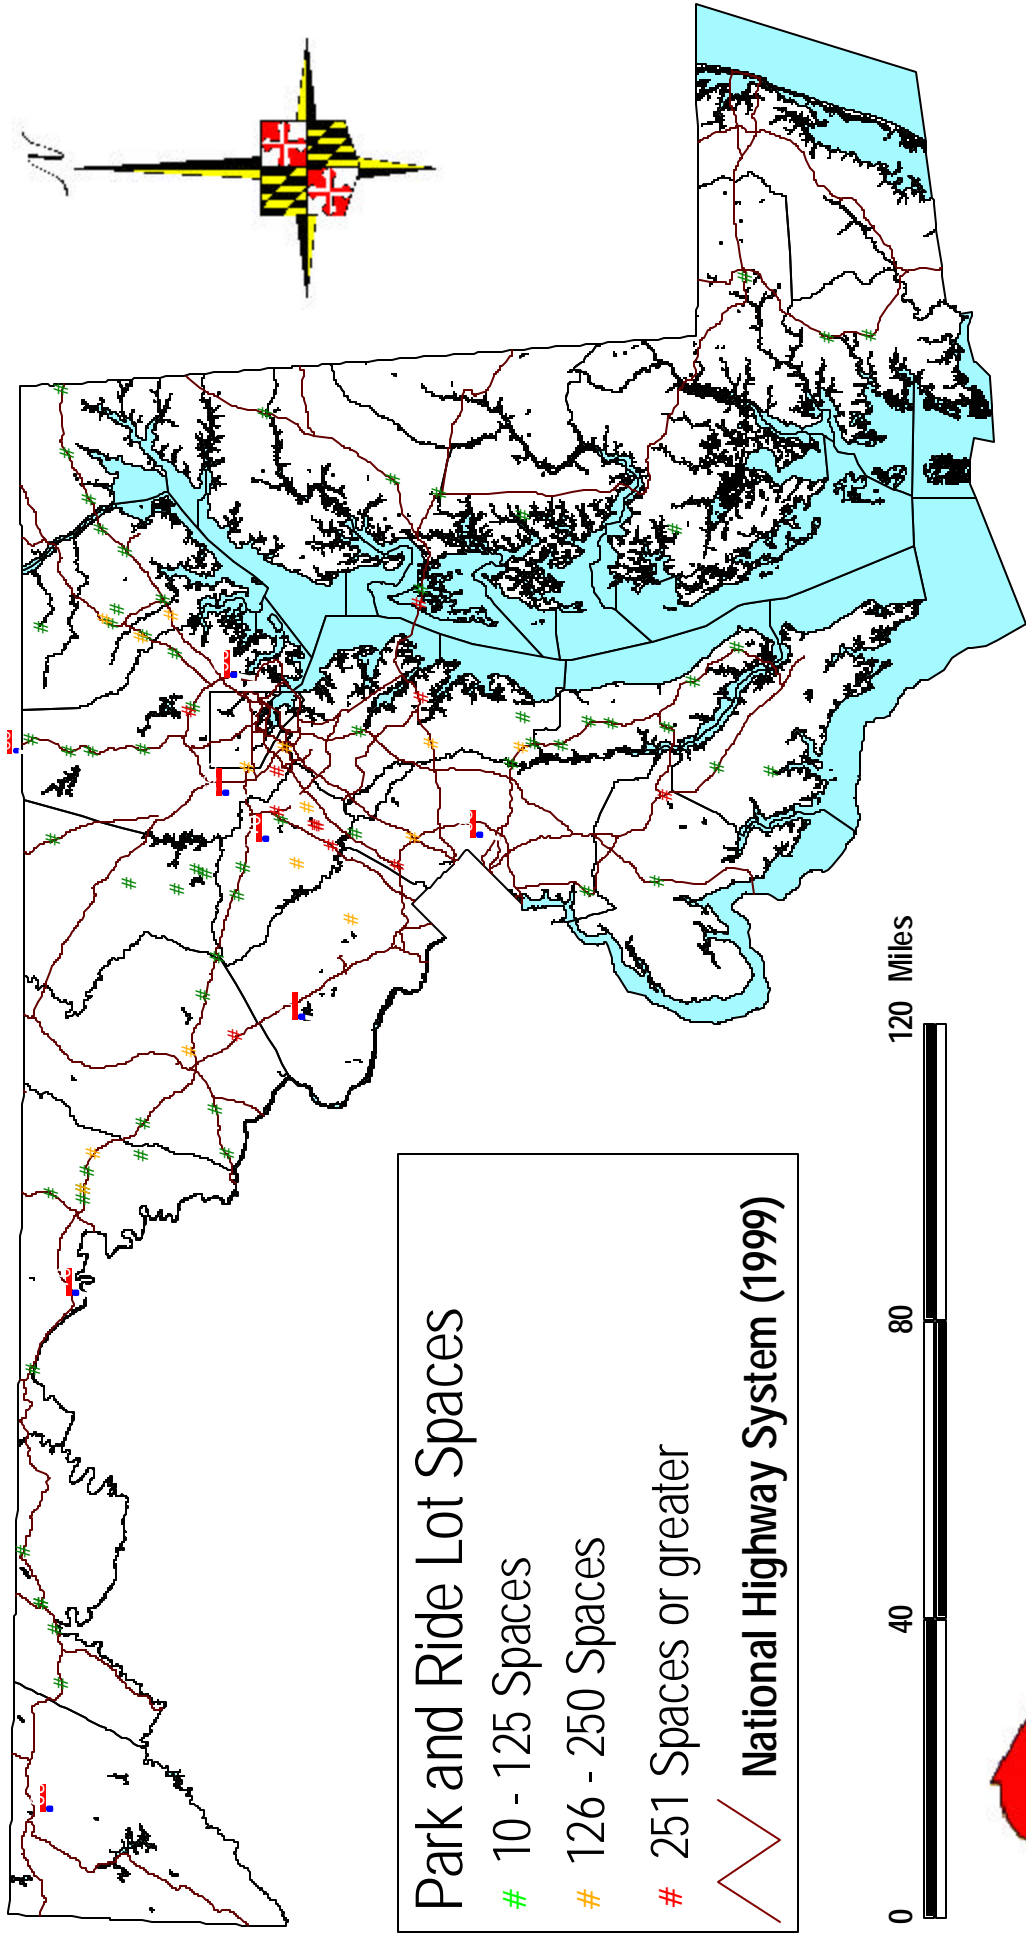 N
Park and Ride Lot Spaces
# 10 - 125 Spaces
# 126 - 250 Spaces
# 251 Spaces or greater
National Highway System (1999)
0 40 80 120 Miles